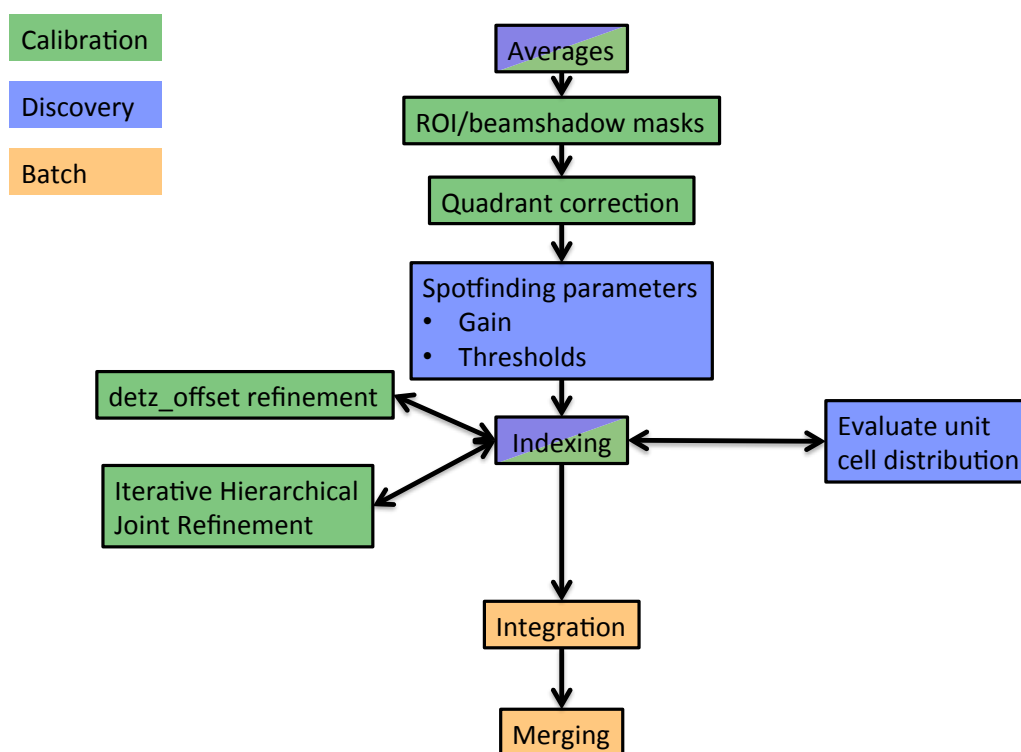 Calibration
Discovery
Batch
Averages
ROI/beamshadow masks
Quadrant correction
Spotfinding parameters
• Gain
• Thresholds
detz_offset refinement
Indexing
Evaluate unit
cell distribution
Iterative Hierarchical
Joint Refinement
Integration
Merging